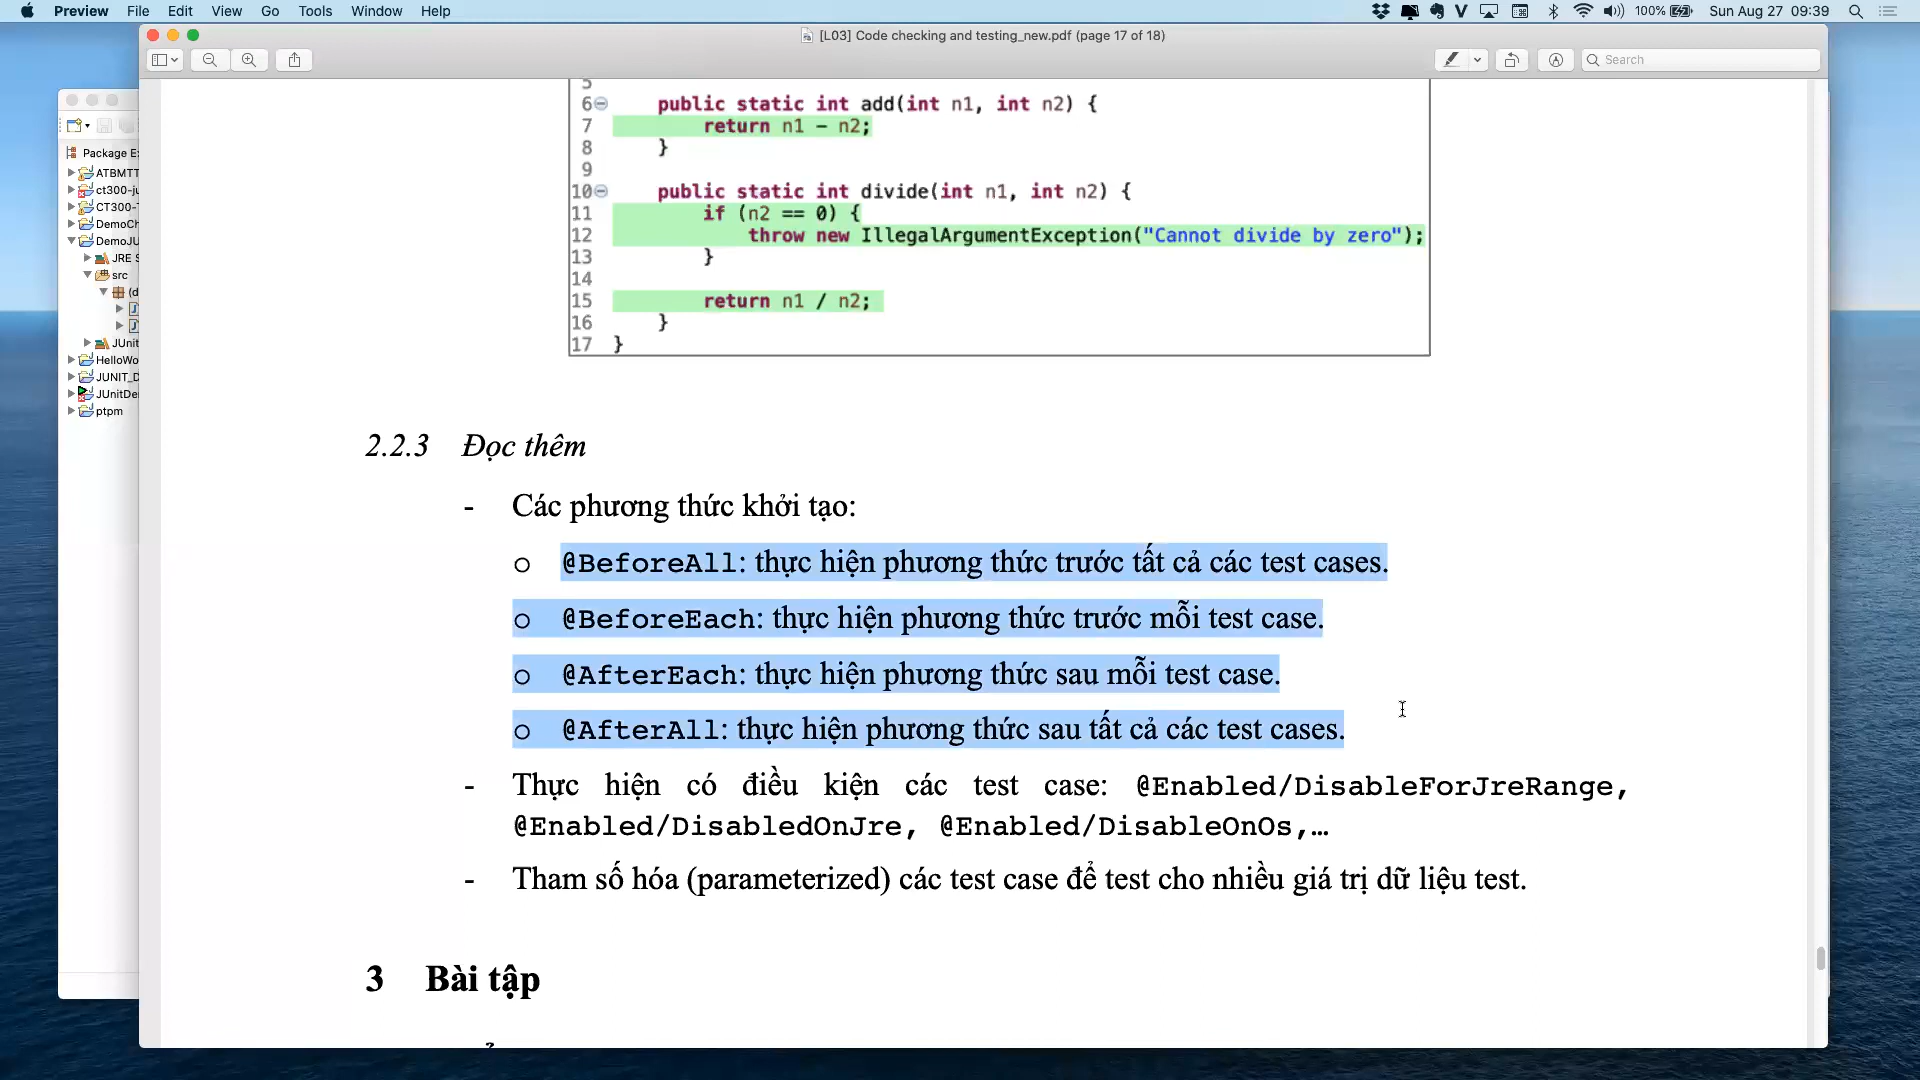 Preview File Edit View Go Tools Window Help
100% Sun Aug 27 09:39
[L03] Code checking and testing_new.pdf (page 17 of 18)
Search
Package Ex
ATBMTT
ct300-ju
CT300-
DemoCh
DemoJU
JRE S
src
(d
JUnit
HelloWo
JUNIT_D
JUnitDe
ptpm
5
6 public static int add(int n1, int n2) {
7 return n1 - n2;
8 }
9
10 public static int divide(int n1, int n2) {
11 if (n2 == 0) {
12 throw new IllegalArgumentException("Cannot divide by zero");
13 }
14
15 return n1 / n2;
16 }
17 }
2.2.3 Đọc thêm
- Các phương thức khởi tạo:
o @BeforeAll: thực hiện phương thức trước tất cả các test cases.
o @BeforeEach: thực hiện phương thức trước mỗi test case.
o @AfterEach: thực hiện phương thức sau mỗi test case.
o @AfterAll: thực hiện phương thức sau tất cả các test cases.
- Thực hiện có điều kiện các test case: @Enabled/DisableForJreRange,
@Enabled/DisabledOnJre, @Enabled/DisableOnOs,…
- Tham số hóa (parameterized) các test case để test cho nhiều giá trị dữ liệu test.
3 Bài tập